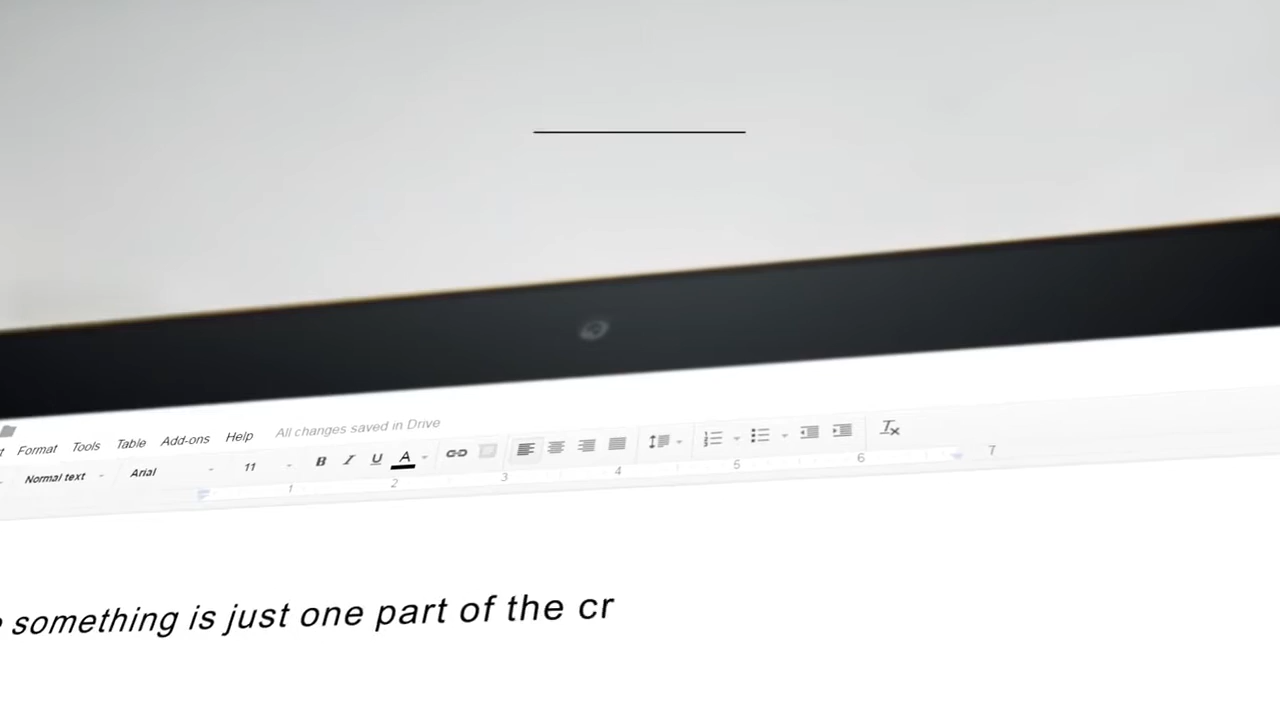 Format Tools Table Add-ons Help All changes saved in Drive
Normal text Arial 11 B I U A
1 2 3 4 5 6 7
something is just one part of the cr